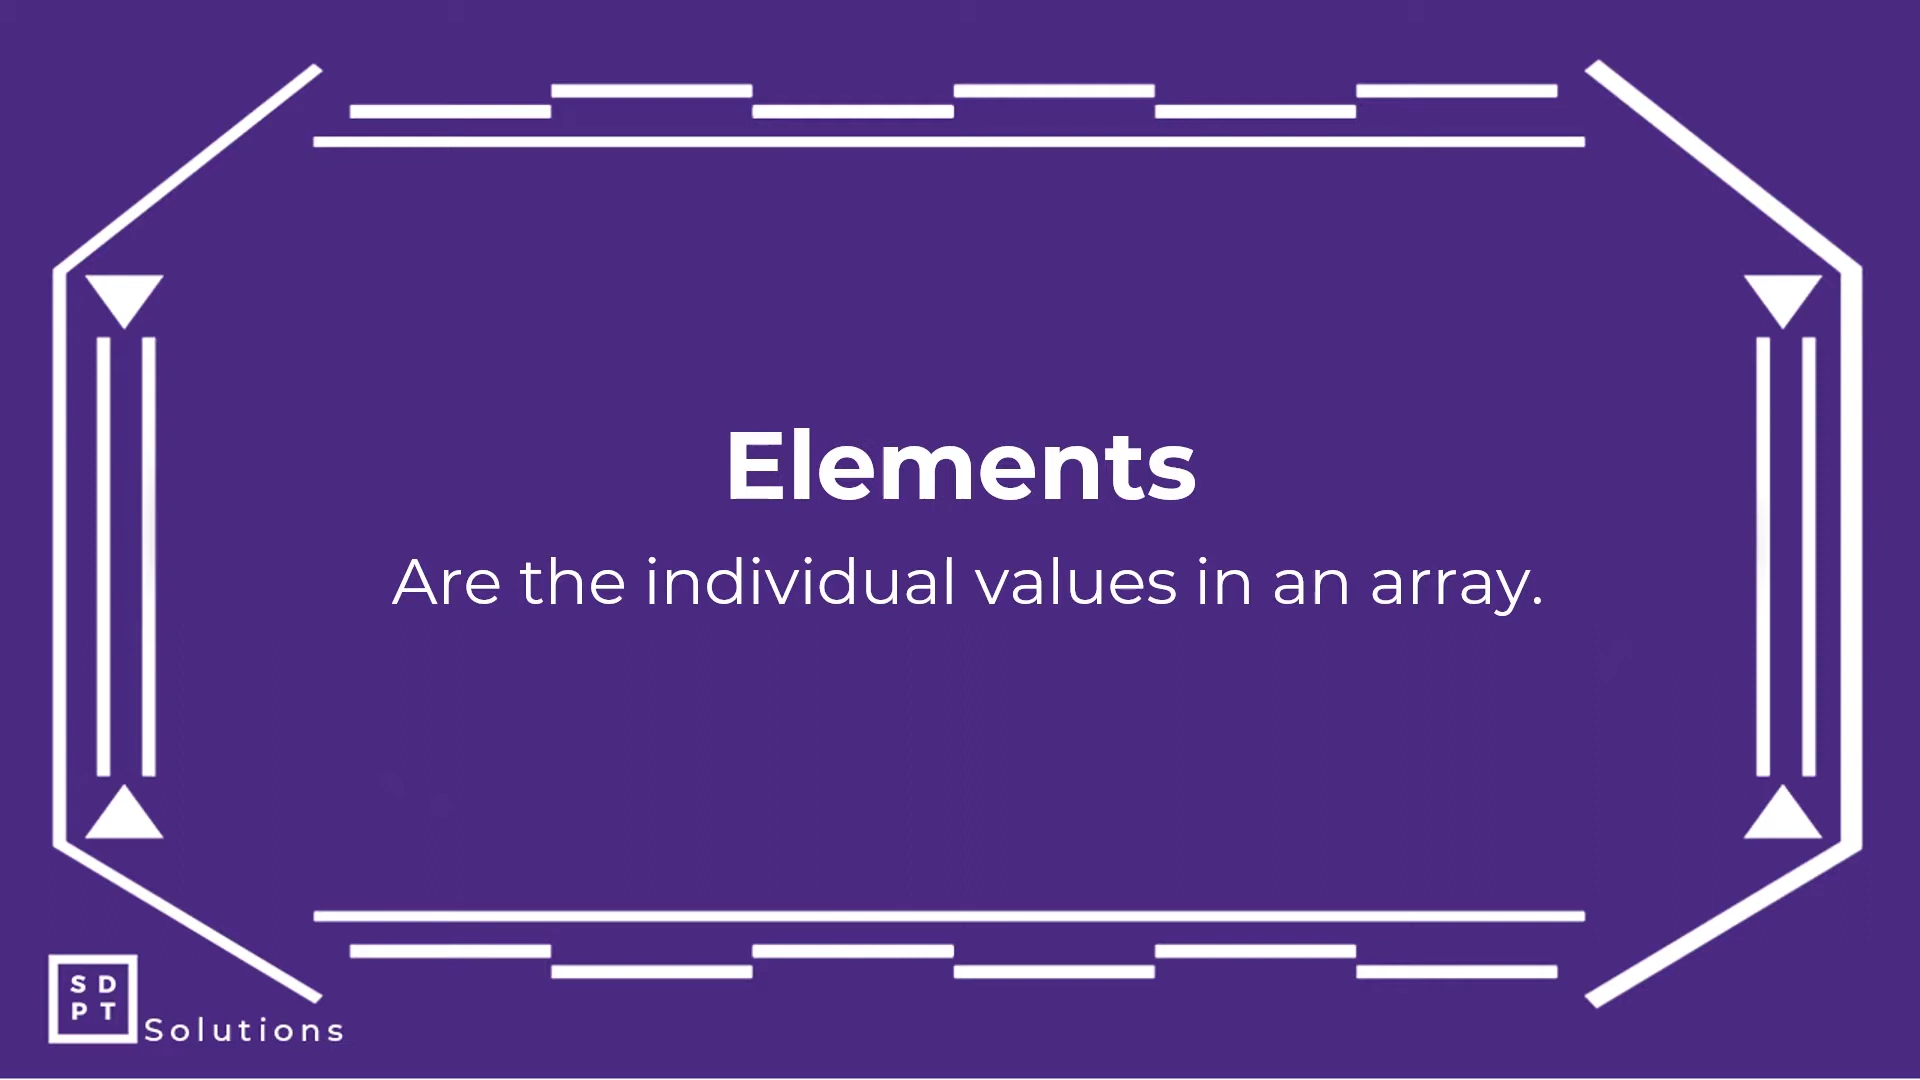 Elements
Are the individual values in an array.
S D
P T
Solutions